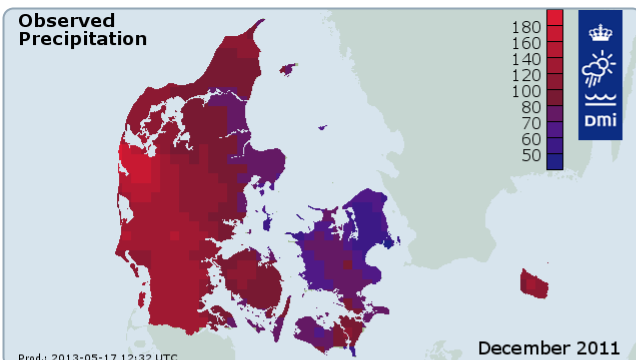 Observed
Precipitation
180
160
140
120
100
80
70
60
50
DMi
December 2011
Prod.: 2013-05-17 12:32 UTC